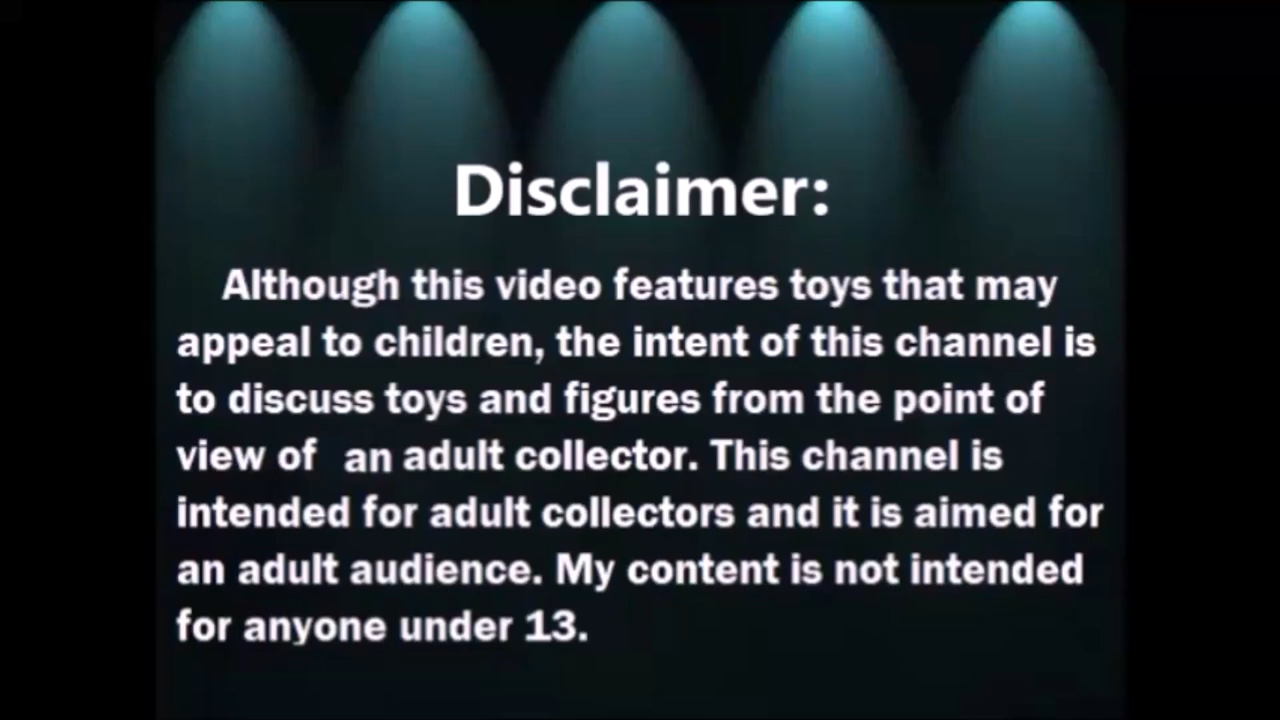 Disclaimer:
Although this video features toys that may
appeal to children, the intent of this channel is
to discuss toys and figures from the point of
view of an adult collector. This channel is
intended for adult collectors and it is aimed for
an adult audience. My content is not intended
for anyone under 13.